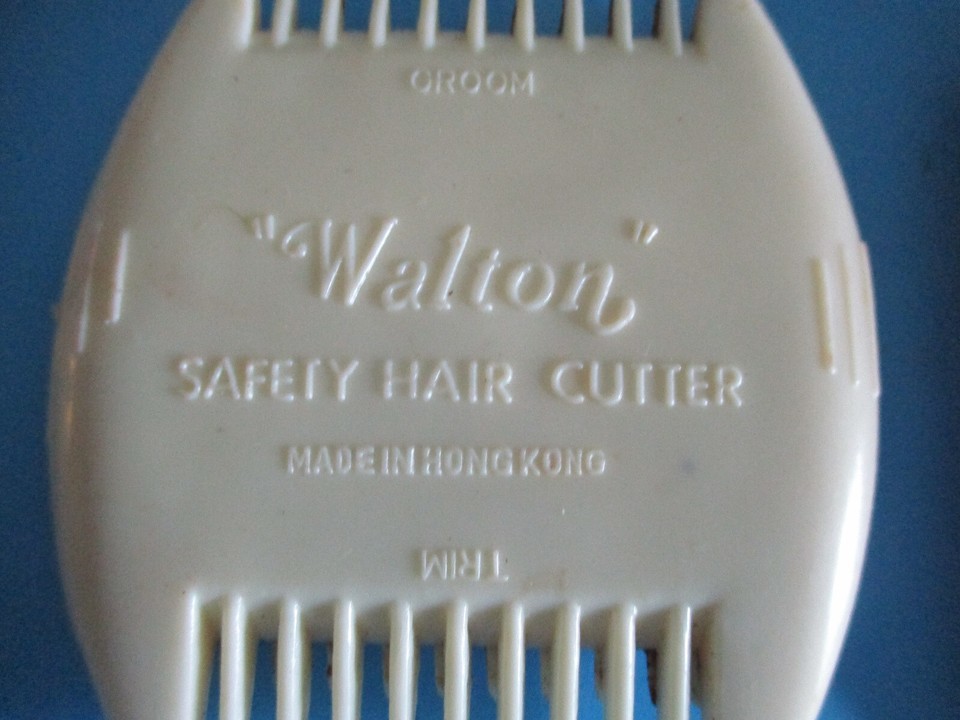 GROOM
"Walton"
SAFETY HAIR CUTTER
MADE IN HONG KONG
TRIM